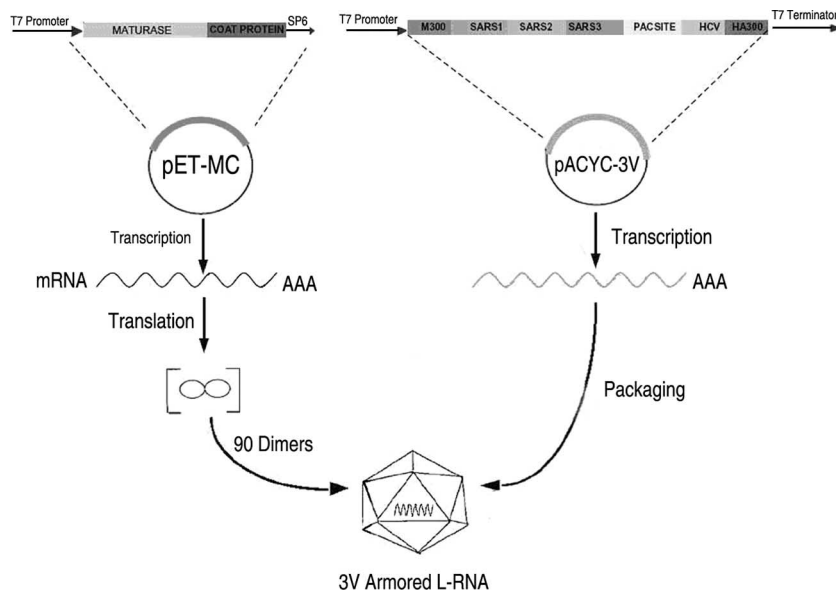 T7 Promoter
MATURASE
COAT PROTEIN
SP6
T7 Promoter
M300
SARS1
SARS2
SARS3
PACSITE
HCV
HA300
T7 Terminator
pET-MC
pACYC-3V
Transcription
Transcription
mRNA
AAA
AAA
Translation
Packaging
90 Dimers
3V Armored L-RNA